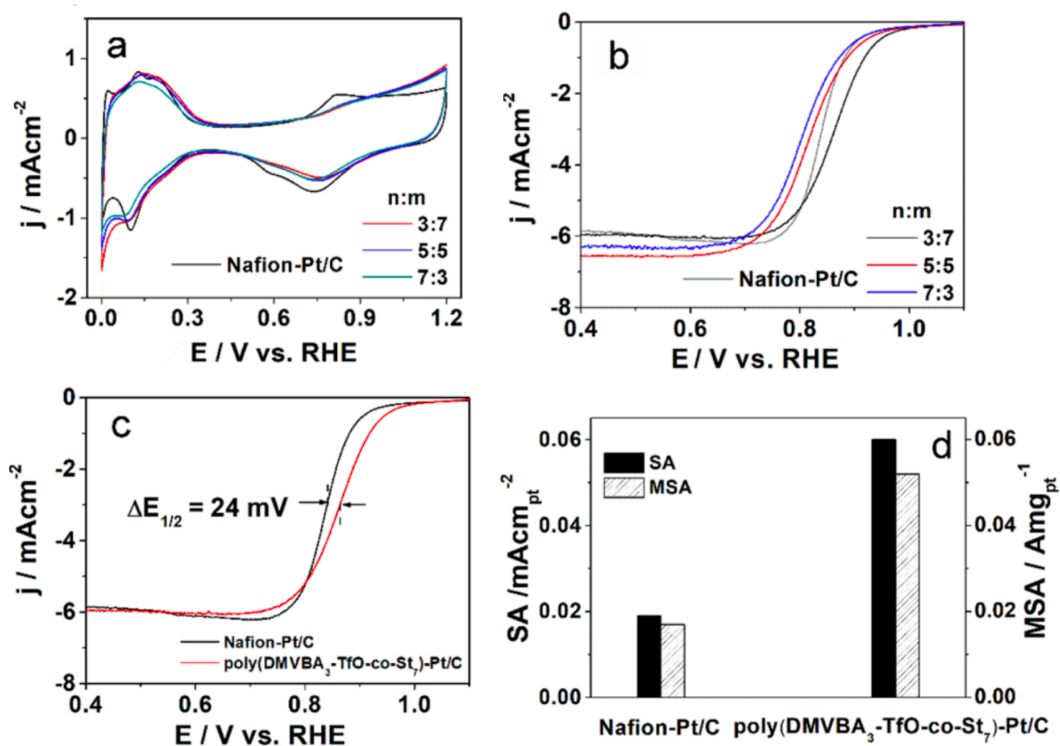 a
j / mAcm-2
1
0
-1
-2
0.0 0.3 0.6 0.9 1.2
E / V vs. RHE
n:m
3:7
5:5
7:3
Nafion-Pt/C
b
j / mAcm-2
0
-2
-4
-6
-8
0.4 0.6 0.8 1.0
E / V vs. RHE
n:m
3:7
5:5
7:3
Nafion-Pt/C
c
j / mAcm-2
0
-2
-4
-6
-8
0.4 0.6 0.8 1.0
E / V vs. RHE
ΔE1/2 = 24 mV
Nafion-Pt/C
poly(DMVBA3-TfO-co-St7)-Pt/C
d
SA /mAcmpt-2
0.06
0.04
0.02
0.00
SA
MSA
MSA / Amgpt-1
0.06
0.04
0.02
0.00
Nafion-Pt/C poly(DMVBA3-TfO-co-St7)-Pt/C